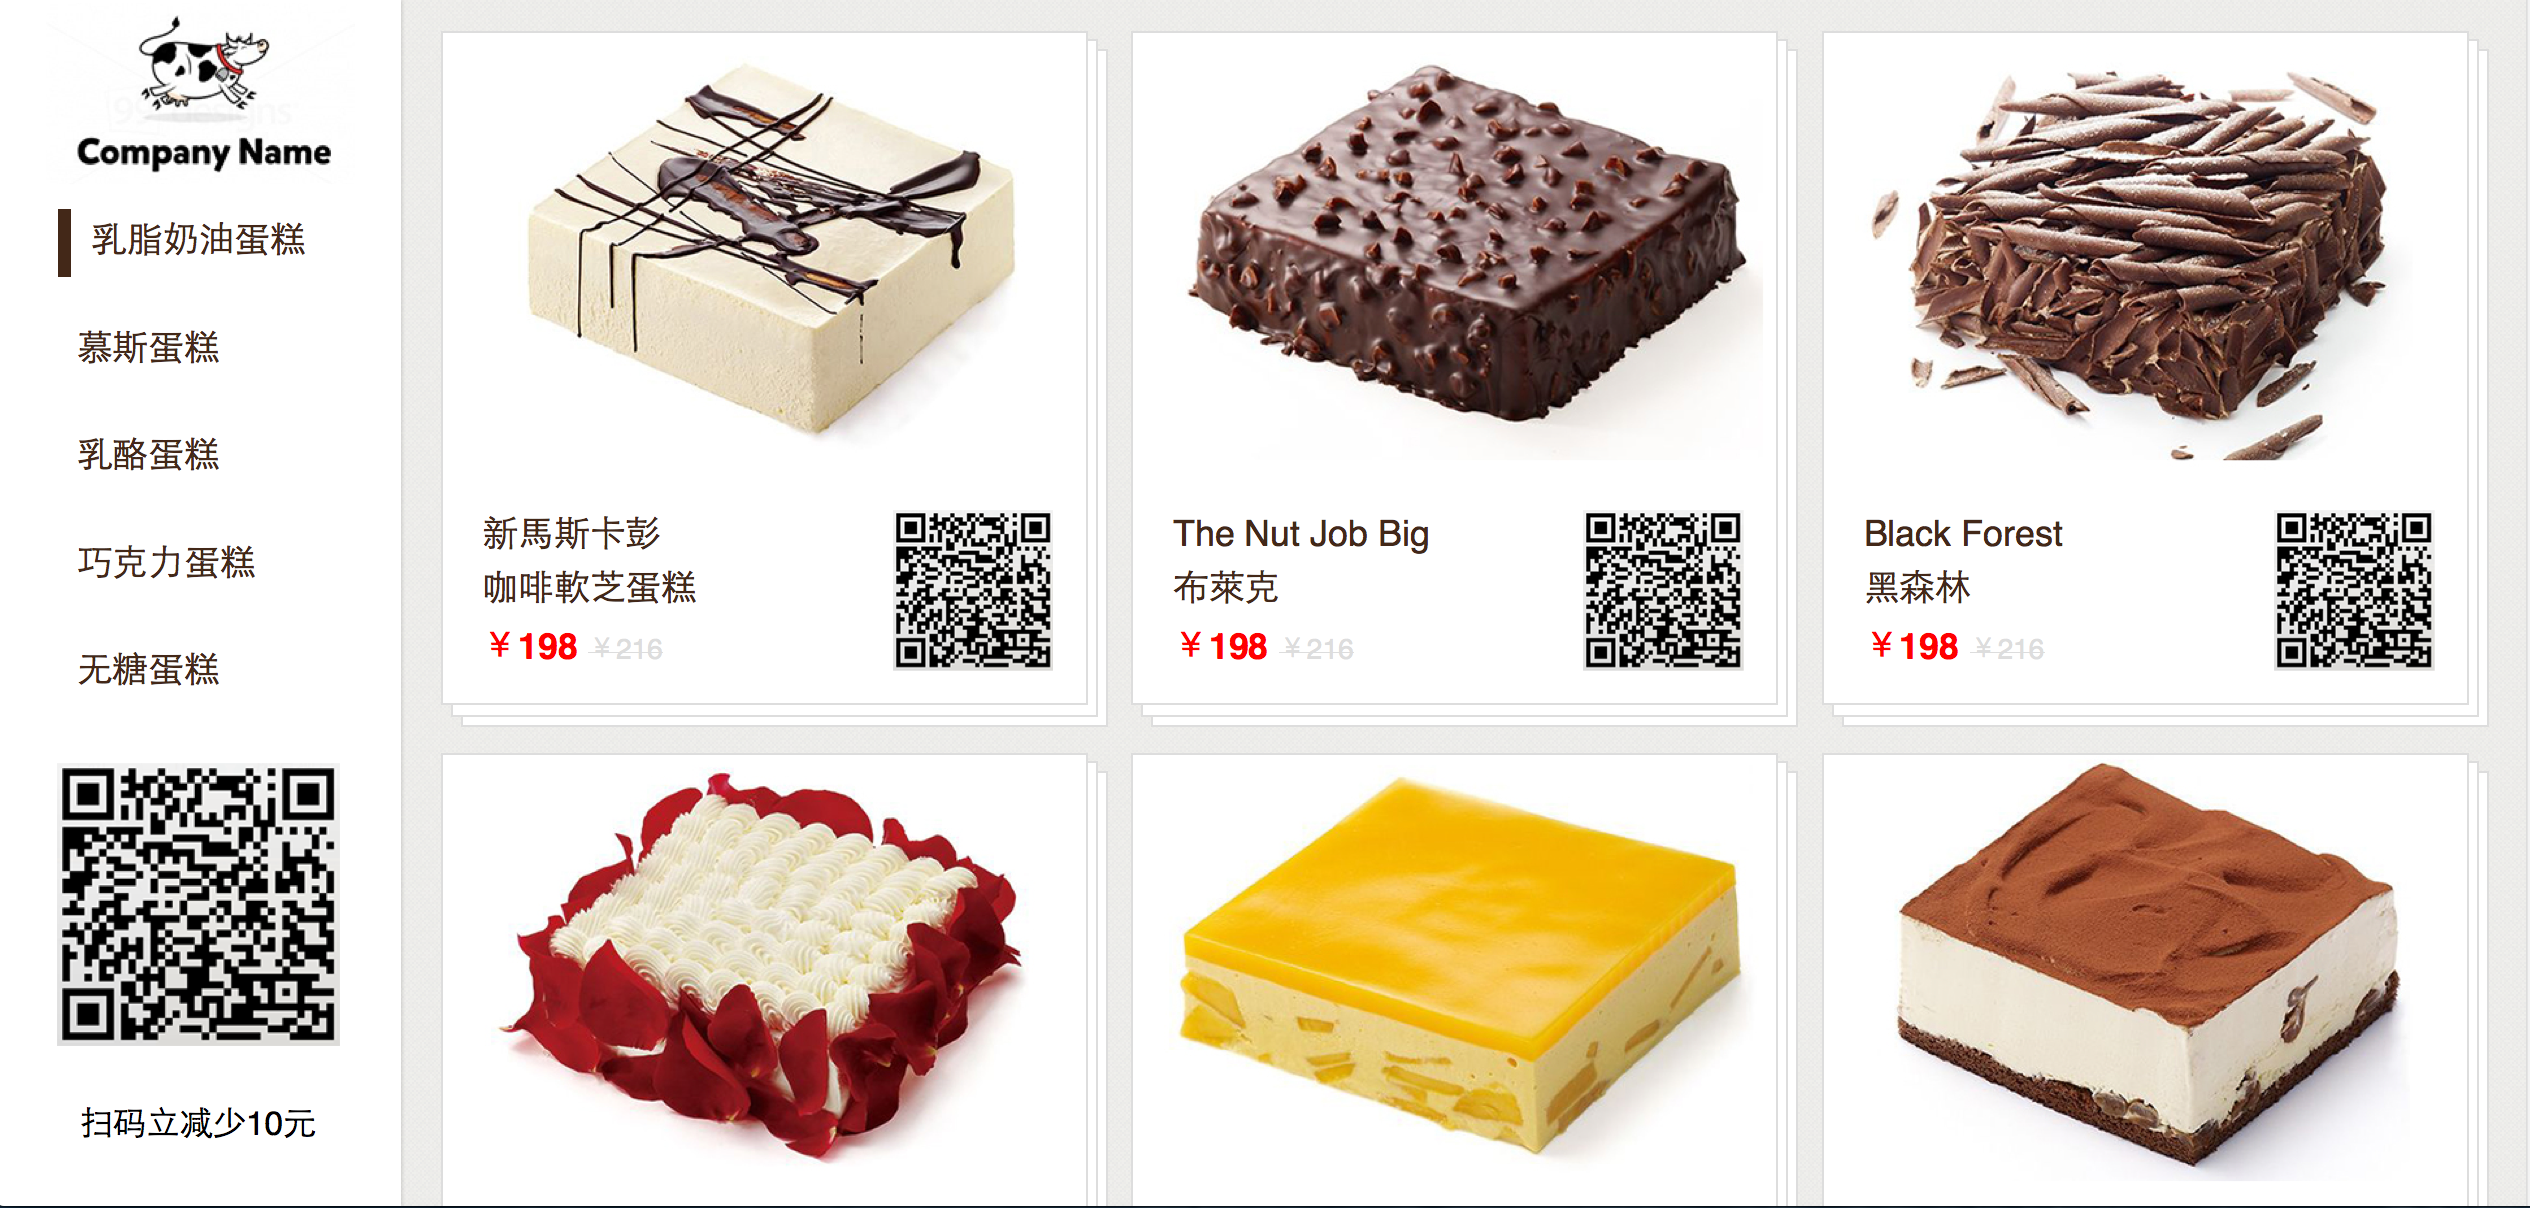 99designs
Company Name
乳脂奶油蛋糕
慕斯蛋糕
乳酪蛋糕
巧克力蛋糕
无糖蛋糕
扫码立减少10元
新馬斯卡彭
咖啡軟芝蛋糕
￥198 ￥216
The Nut Job Big
布萊克
￥198 ￥216
Black Forest
黑森林
￥198 ￥216